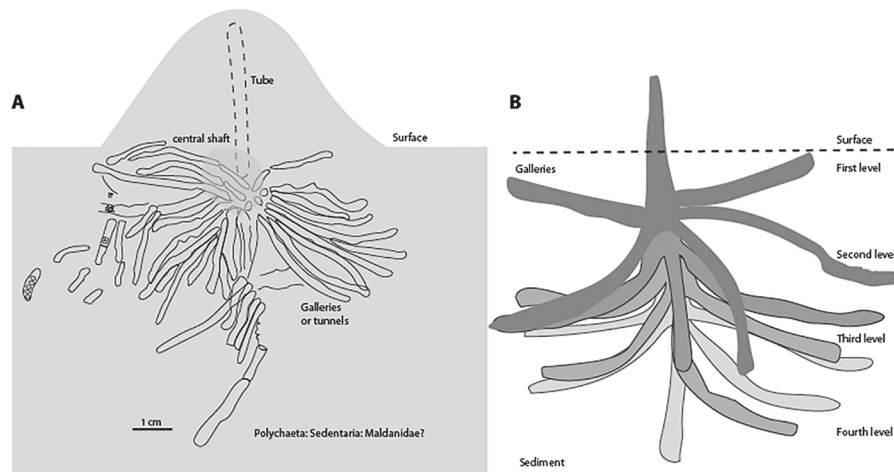 A
Tube
central shaft
Surface
Galleries
or tunnels
1 cm
Polychaeta: Sedentaria: Maldanidae?
B
Surface
Galleries
First level
Second level
Third level
Fourth level
Sediment